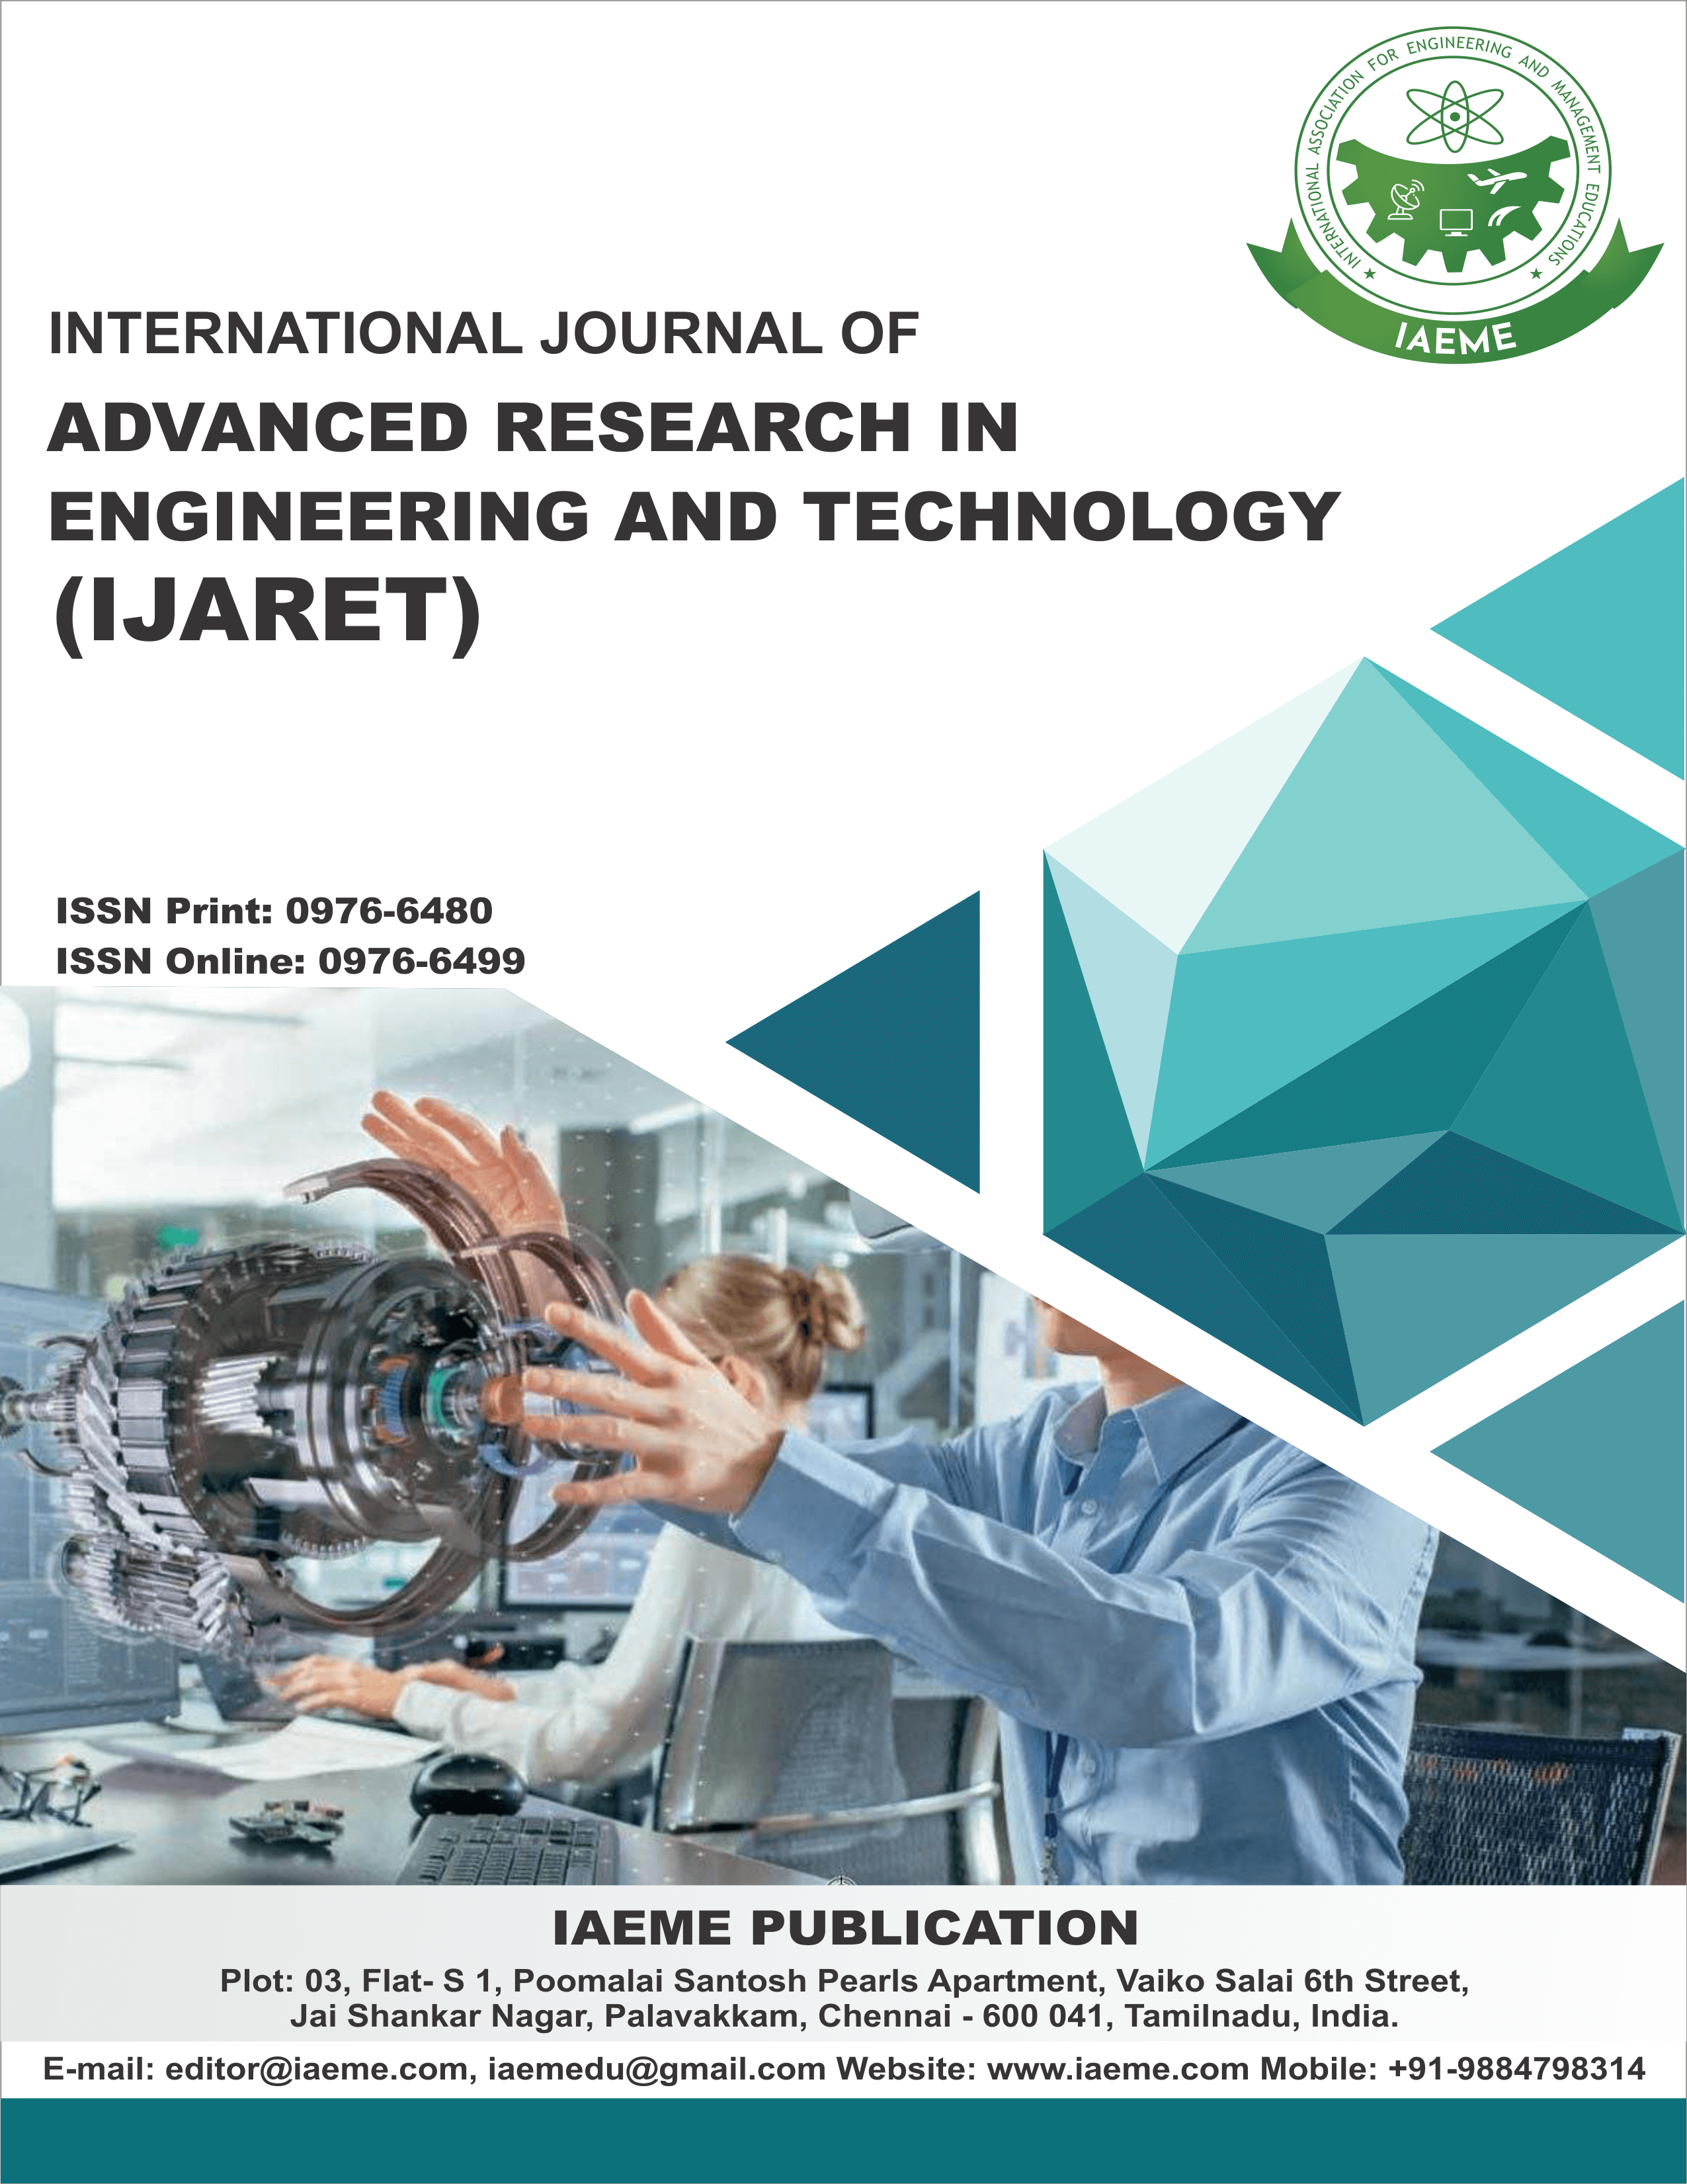 INTERNATIONAL ASSOCIATION FOR ENGINEERING AND MANAGEMENT EDUCATIONS
IAEME
INTERNATIONAL JOURNAL OF
ADVANCED RESEARCH IN
ENGINEERING AND TECHNOLOGY
(IJARET)
ISSN Print: 0976-6480
ISSN Online: 0976-6499
IAEME PUBLICATION
Plot: 03, Flat- S 1, Poomalai Santosh Pearls Apartment, Vaiko Salai 6th Street,
Jai Shankar Nagar, Palavakkam, Chennai - 600 041, Tamilnadu, India.
E-mail: editor@iaeme.com, iaemedu@gmail.com Website: www.iaeme.com Mobile: +91-9884798314